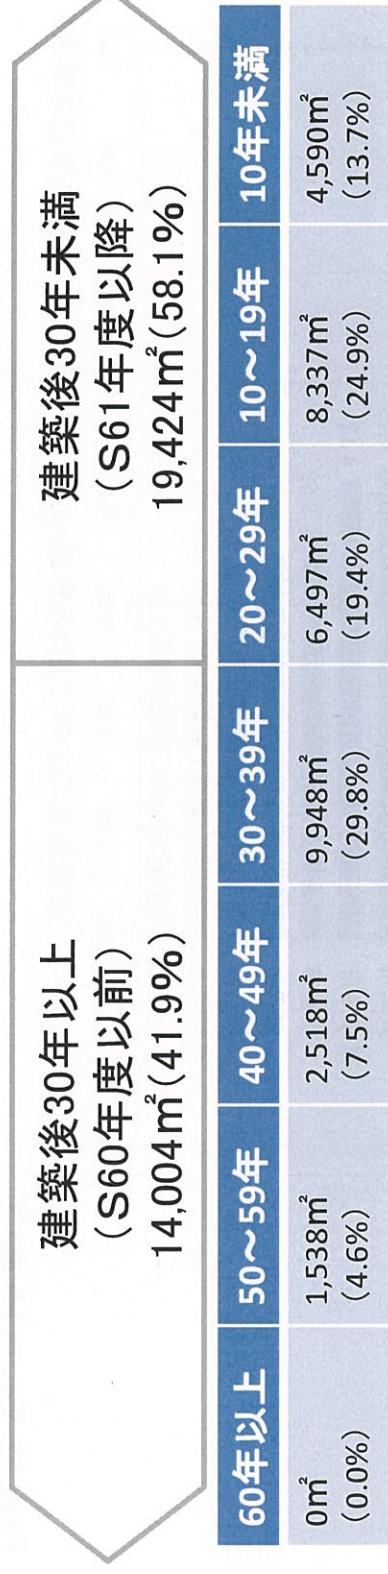 建築後30年以上
（S60年度以前）
14,004㎡(41.9%)
建築後30年未満
（S61年度以降）
19,424㎡(58.1%)
60年以上
50～59年
40～49年
30～39年
20～29年
10～19年
10年未満
0㎡
（0.0%）
1,538㎡
（4.6%）
2,518㎡
（7.5%）
9,948㎡
（29.8%）
6,497㎡
（19.4%）
8,337㎡
（24.9%）
4,590㎡
（13.7%）